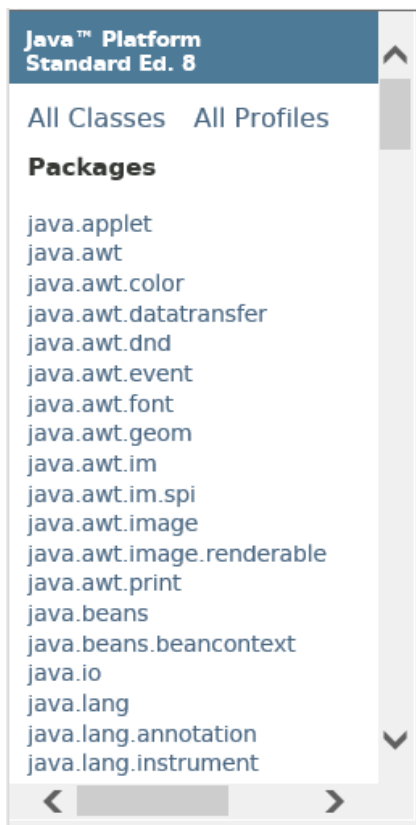 Java™ Platform
Standard Ed. 8
All Classes All Profiles
Packages
java.applet
java.awt
java.awt.color
java.awt.datatransfer
java.awt.dnd
java.awt.event
java.awt.font
java.awt.geom
java.awt.im
java.awt.im.spi
java.awt.image
java.awt.image.renderable
java.awt.print
java.beans
java.beans.beancontext
java.io
java.lang
java.lang.annotation
java.lang.instrument